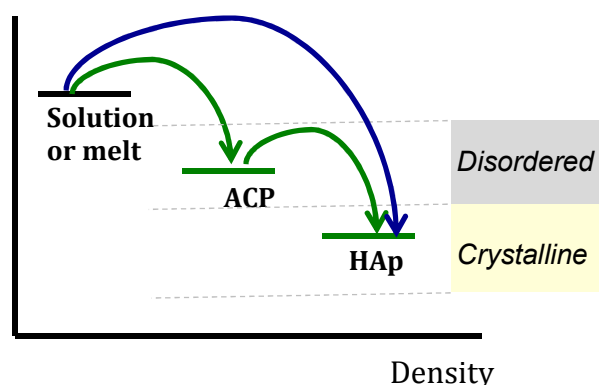 Solution
or melt
ACP
HAp
Disordered
Crystalline
Density